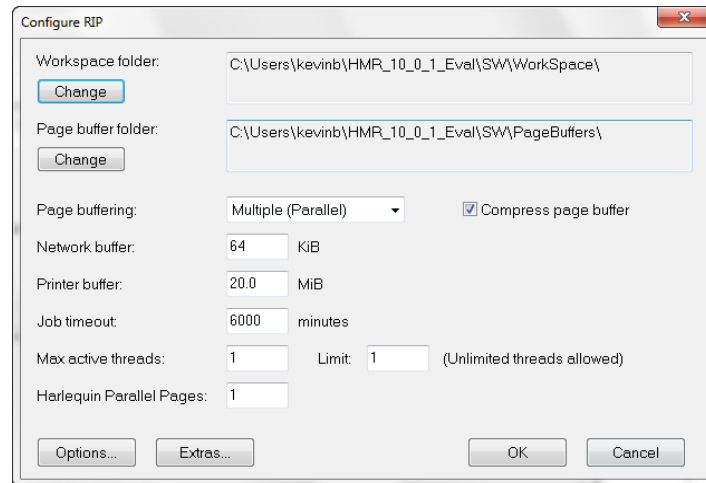 Configure RIP
Workspace folder: C:\Users\kevinb\HMR_10_0_1_Eval\SW\WorkSpace\
Change
Page buffer folder: C:\Users\kevinb\HMR_10_0_1_Eval\SW\PageBuffers\
Change
Page buffering: Multiple (Parallel) Compress page buffer
Network buffer: 64 KiB
Printer buffer: 20.0 MiB
Job timeout: 6000 minutes
Max active threads: 1 Limit: 1 (Unlimited threads allowed)
Harlequin Parallel Pages: 1
Options... Extras... OK Cancel